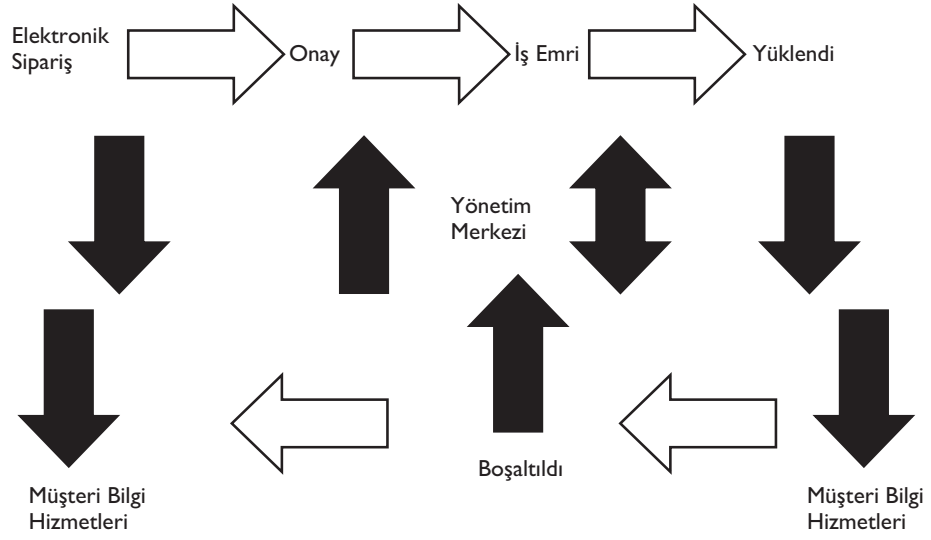 Elektronik
Sipariş
Onay
İş Emri
Yüklendi
Yönetim
Merkezi
Boşaltıldı
Müşteri Bilgi
Hizmetleri
Müşteri Bilgi
Hizmetleri